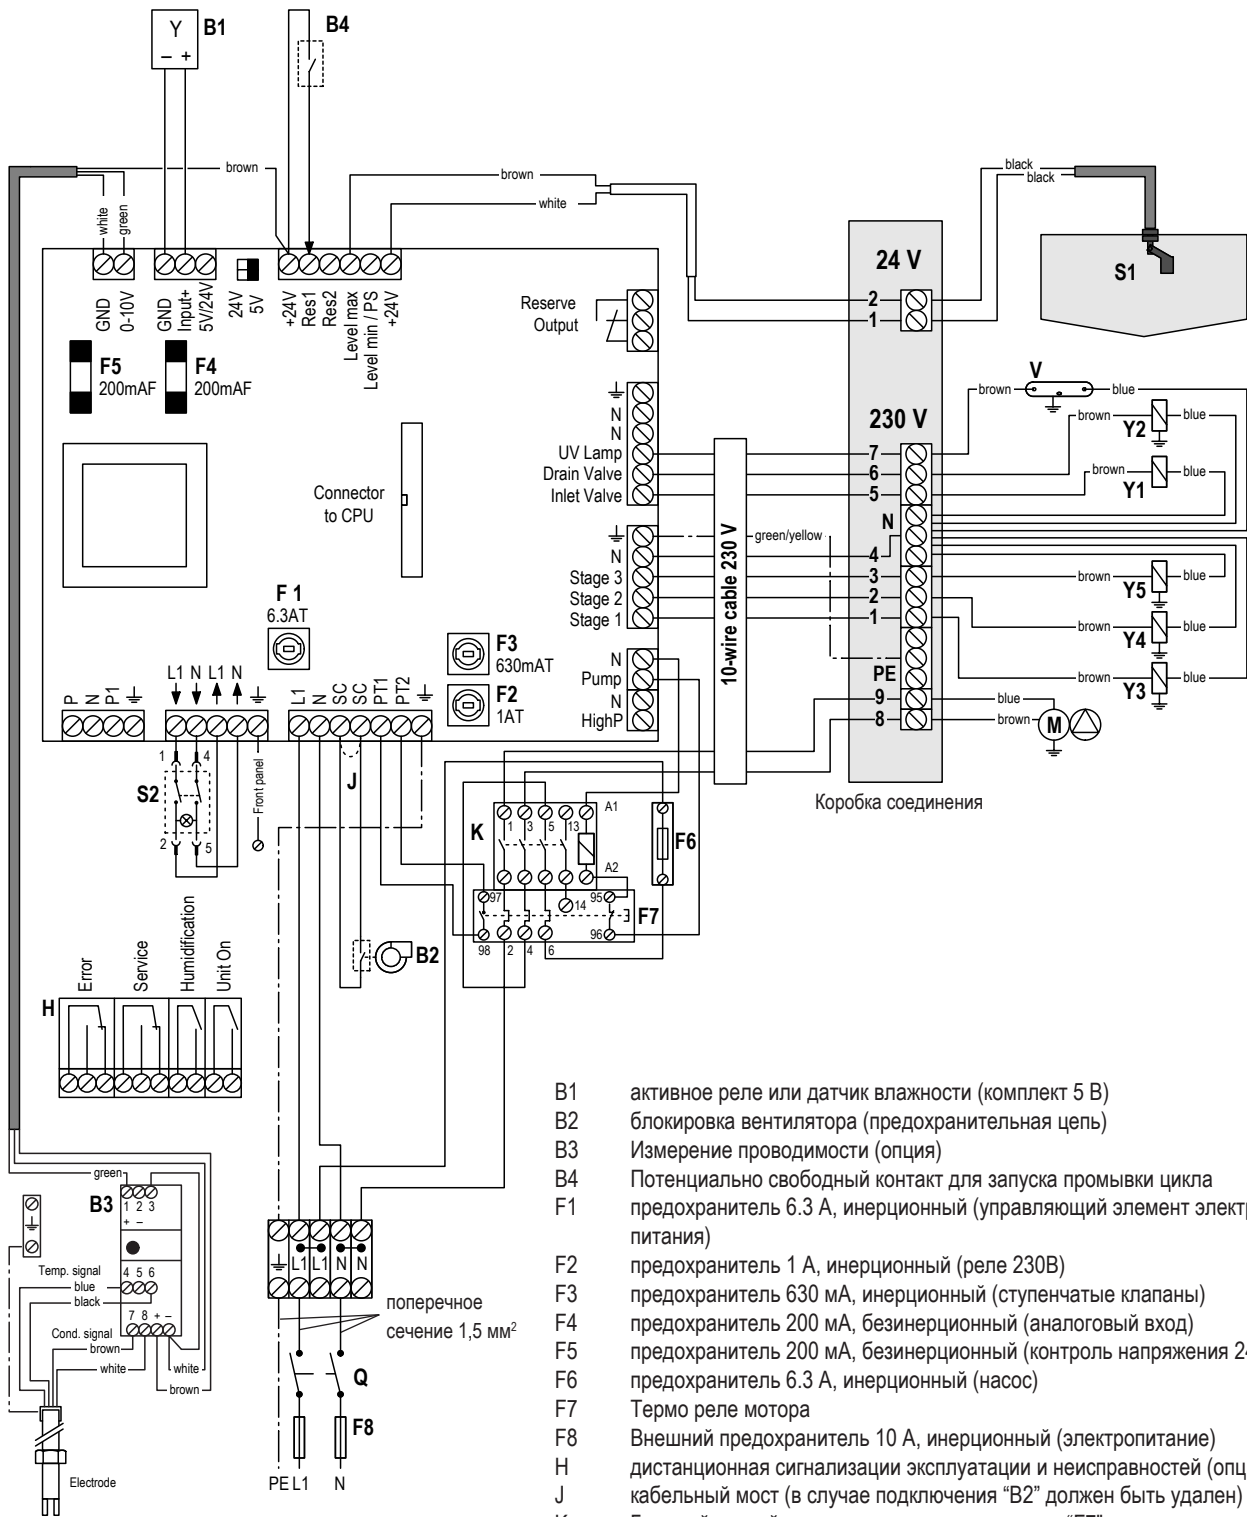 Y
– +
B1
B4
brown
brown
white
black
black
white
green
24 V
S1
2
1
GND
0-10V
GND
Input+
5V/24V
24V
5V
+24V
Res1
Res2
Level max
Level min / PS
+24V
Reserve
Output
F5
200mAF
F4
200mAF
V
brown
blue
brown
blue
Y2
brown
blue
Y1
230 V
N
N
UV Lamp
Drain Valve
Inlet Valve
7
6
5
N
Connector
to CPU
10-wire cable 230 V
green/yellow
N
Stage 3
Stage 2
Stage 1
4
3
2
1
brown
blue
Y5
brown
blue
Y4
brown
blue
Y3
F 1
6.3AT
F3
630mAT
F2
1AT
N
Pump
N
HighP
PE
9
8
blue
brown
M
L1 N L1 N
P
N
P1
L1
N
SC
SC
PT1
PT2
1
4
S2
2
5
Front panel
J
Коробка соединения
K
1
3
5
13
A1
A2
F6
97
14
95
F7
98
2
4
6
96
B2
Error
Service
Humidification
Unit On
H
green
B3
1 2 3
+ –
Temp. signal
4 5 6
blue
black
7 8 + –
Cond. signal
brown
white
white
brown
Electrode
L1 L1 N N
поперечное
сечение 1,5 мм²
Q
F8
PE L1 N
B1 активное реле или датчик влажности (комплект 5 В)
B2 блокировка вентилятора (предохранительная цепь)
B3 Измерение проводимости (опция)
B4 Потенциально свободный контакт для запуска промывки цикла
F1 предохранитель 6.3 А, инерционный (управляющий элемент электр
питания)
F2 предохранитель 1 А, инерционный (реле 230В)
F3 предохранитель 630 мА, инерционный (ступенчатые клапаны)
F4 предохранитель 200 мА, безинерционный (аналоговый вход)
F5 предохранитель 200 мА, безинерционный (контроль напряжения 24
F6 предохранитель 6.3 А, инерционный (насос)
F7 Термо реле мотора
F8 Внешний предохранитель 10 А, инерционный (электропитание)
H дистанционная сигнализации эксплуатации и неисправностей (опц
J кабельный мост (в случае подключения “B2” должен быть удален)